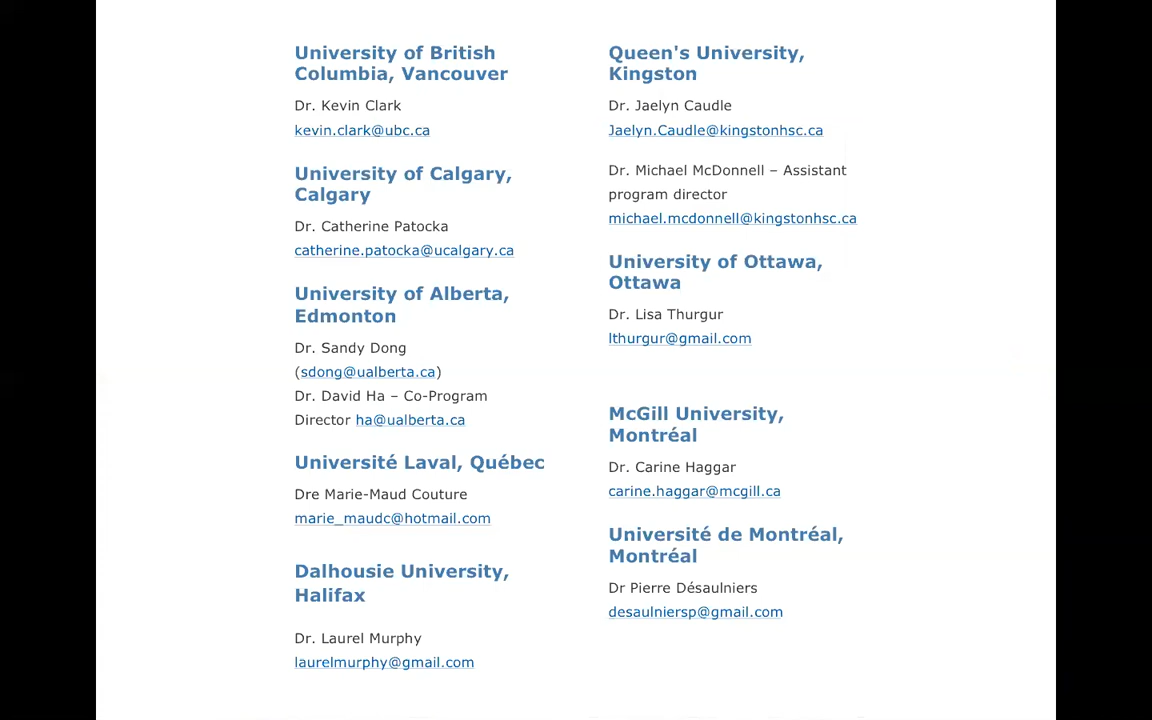 University of British
Columbia, Vancouver
Dr. Kevin Clark
kevin.clark@ubc.ca
University of Calgary,
Calgary
Dr. Catherine Patocka
catherine.patocka@ucalgary.ca
University of Alberta,
Edmonton
Dr. Sandy Dong
(sdong@ualberta.ca)
Dr. David Ha – Co-Program
Director ha@ualberta.ca
Université Laval, Québec
Dre Marie-Maud Couture
marie_maudc@hotmail.com
Dalhousie University,
Halifax
Dr. Laurel Murphy
laurelmurphy@gmail.com
Queen's University,
Kingston
Dr. Jaelyn Caudle
Jaelyn.Caudle@kingstonhsc.ca
Dr. Michael McDonnell – Assistant
program director
michael.mcdonnell@kingstonhsc.ca
University of Ottawa,
Ottawa
Dr. Lisa Thurgur
lthurgur@gmail.com
McGill University,
Montréal
Dr. Carine Haggar
carine.haggar@mcgill.ca
Université de Montréal,
Montréal
Dr Pierre Désaulniers
desaulniersp@gmail.com